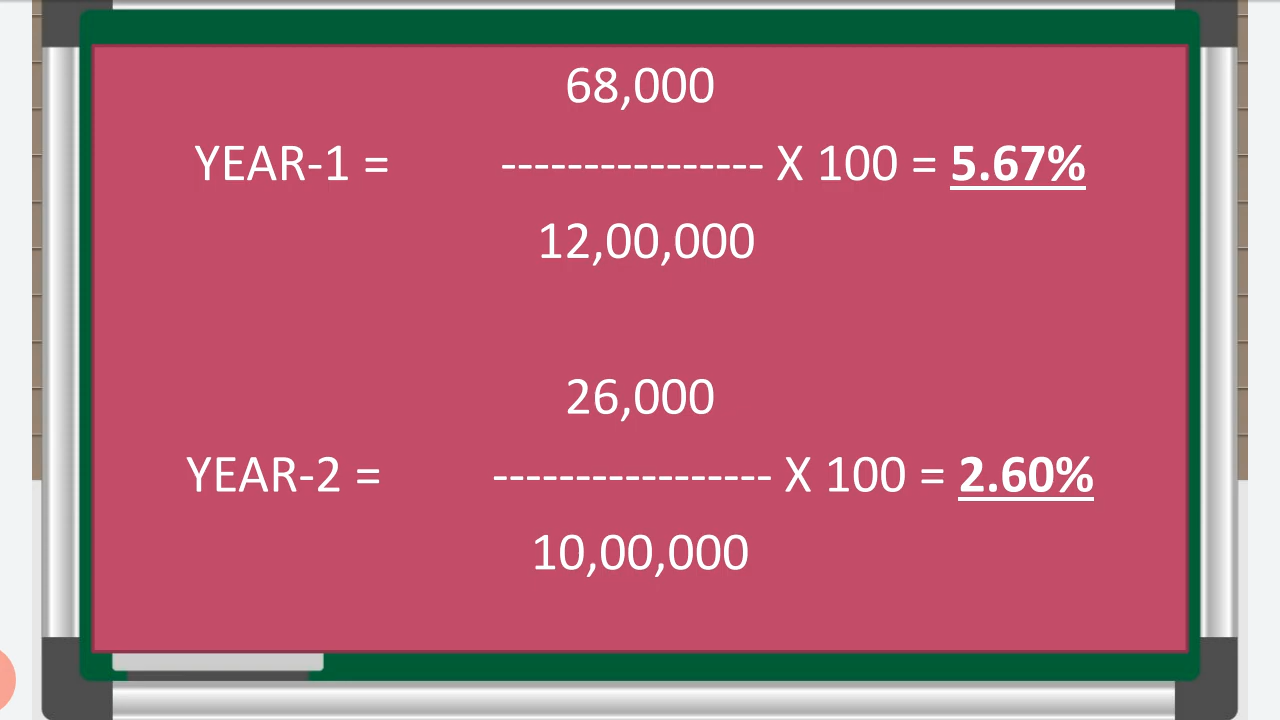 68,000
YEAR-1 = ---------------- X 100 = 5.67%
12,00,000
26,000
YEAR-2 = ----------------- X 100 = 2.60%
10,00,000